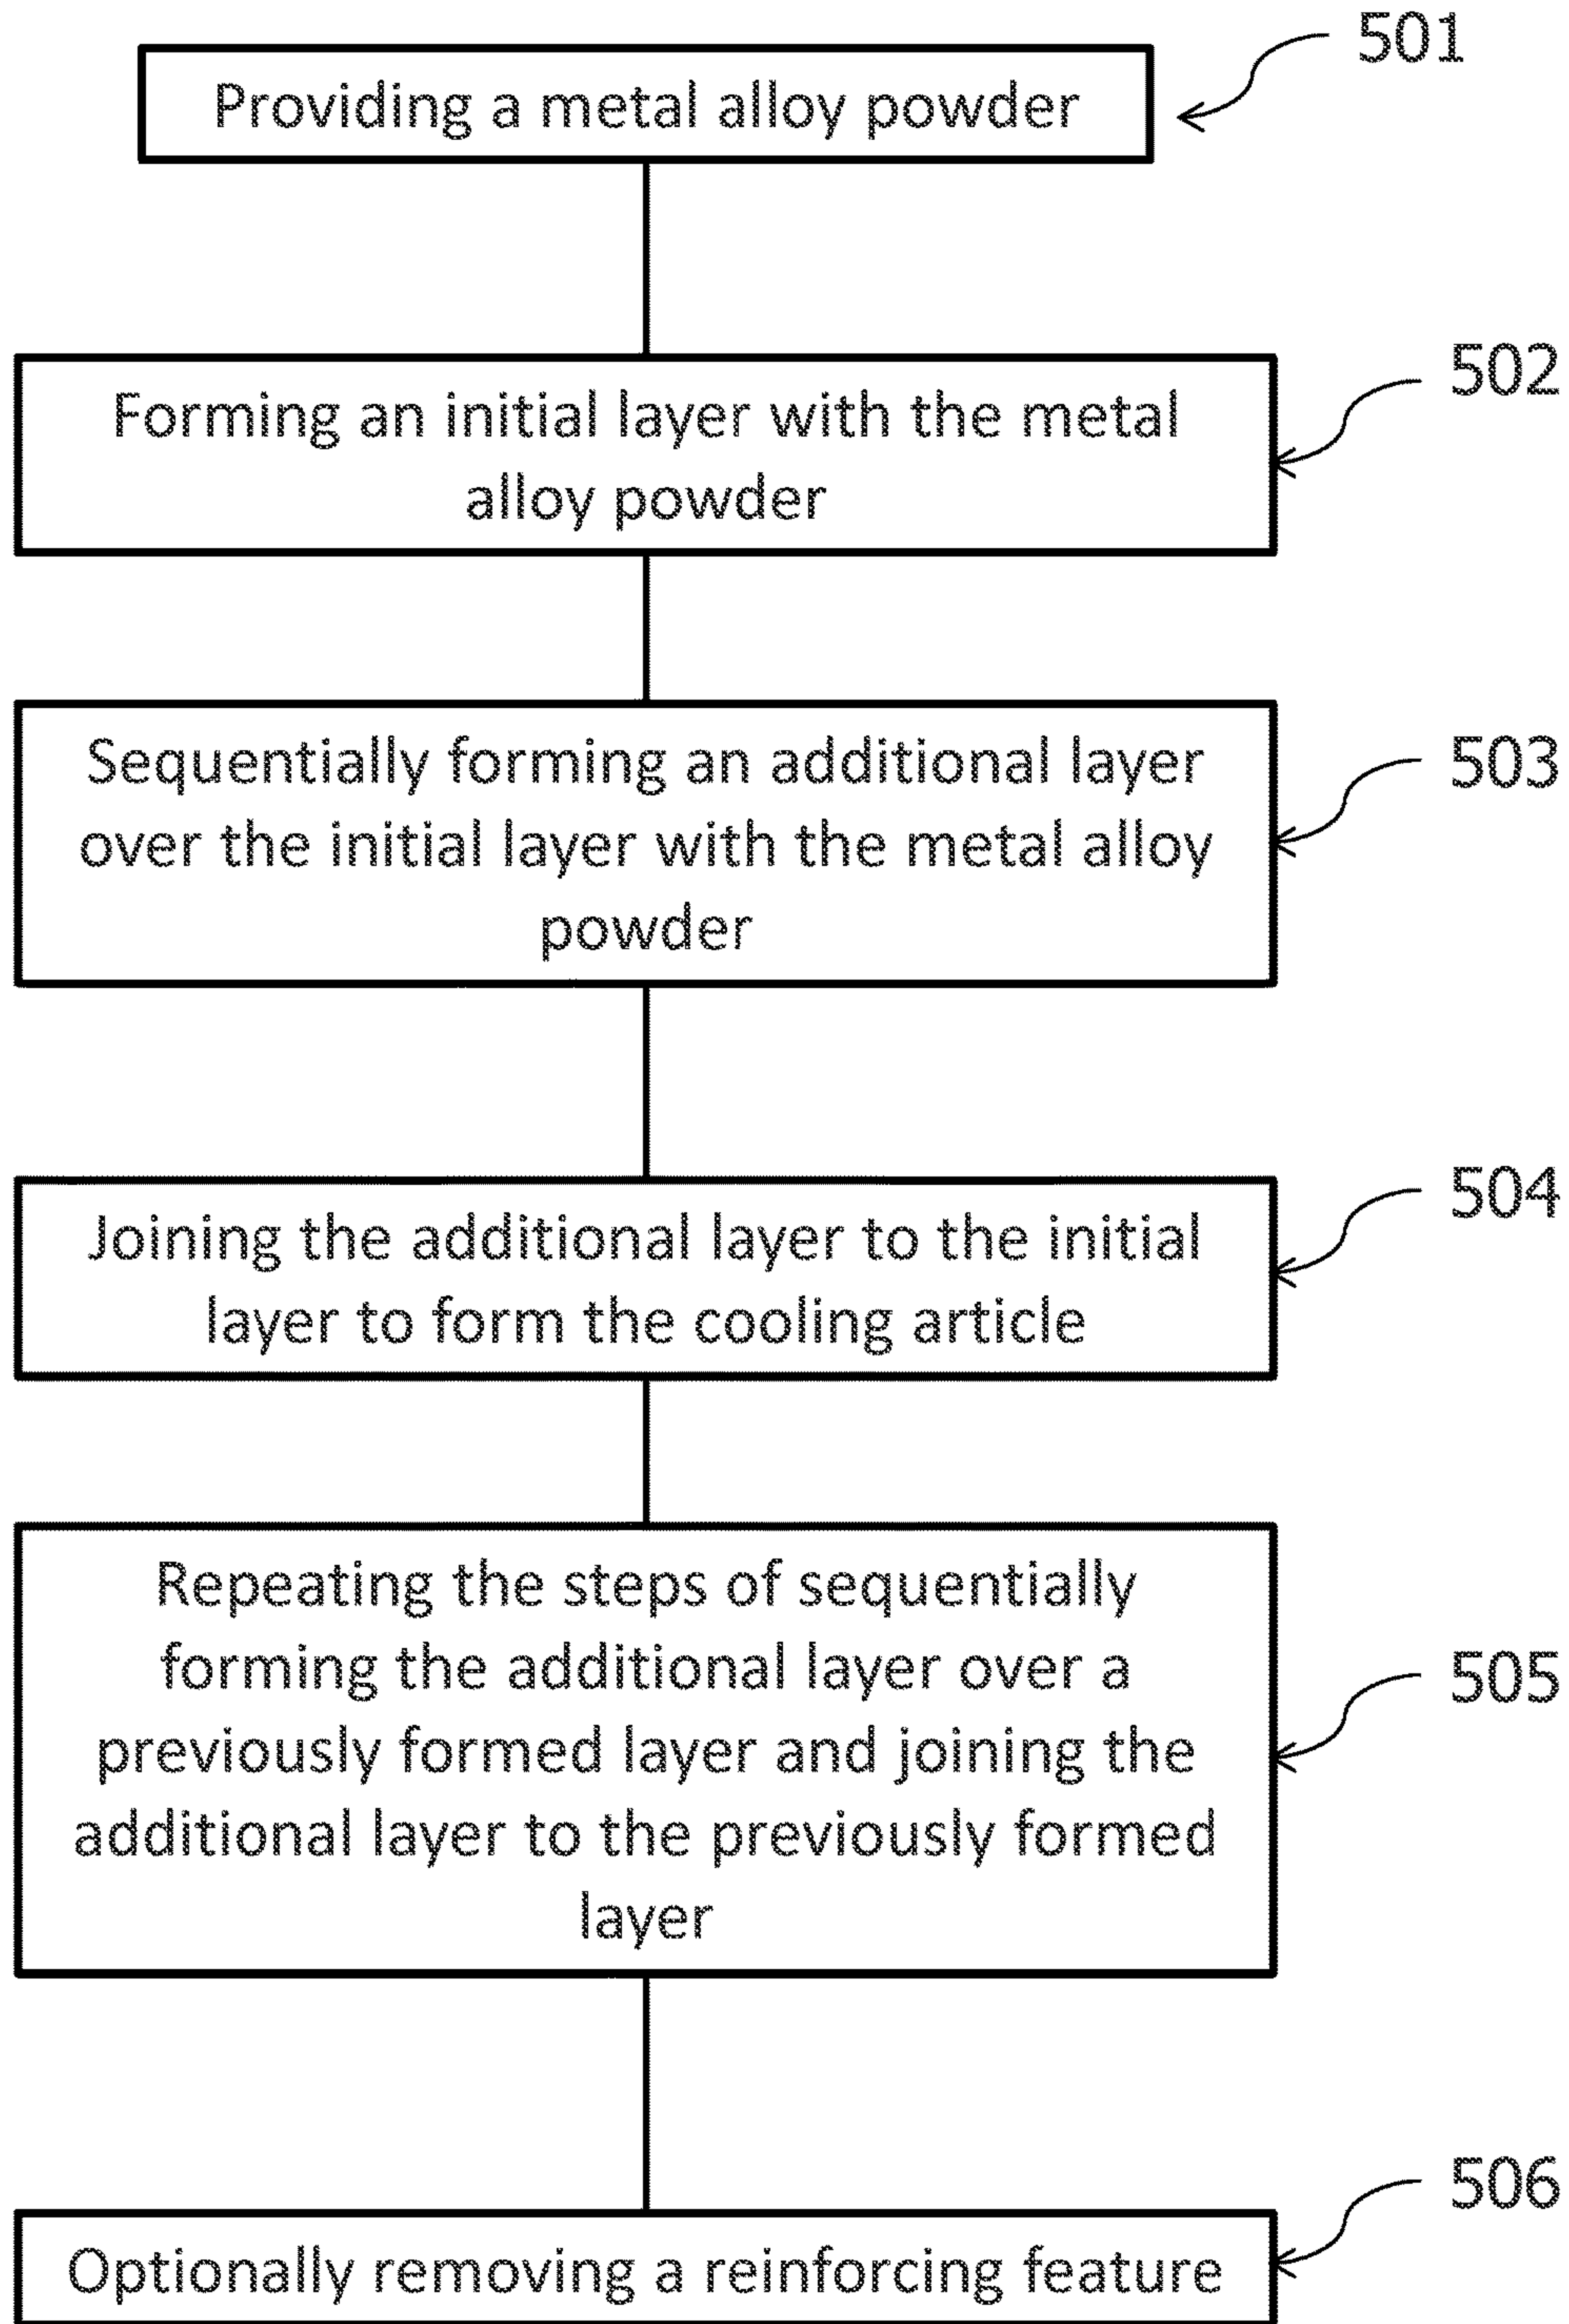 501
Providing a metal alloy powder
502
Forming an initial layer with the metal
alloy powder
503
Sequentially forming an additional layer
over the initial layer with the metal alloy
powder
504
Joining the additional layer to the initial
layer to form the cooling article
505
Repeating the steps of sequentially
forming the additional layer over a
previously formed layer and joining the
additional layer to the previously formed
layer
506
Optionally removing a reinforcing feature